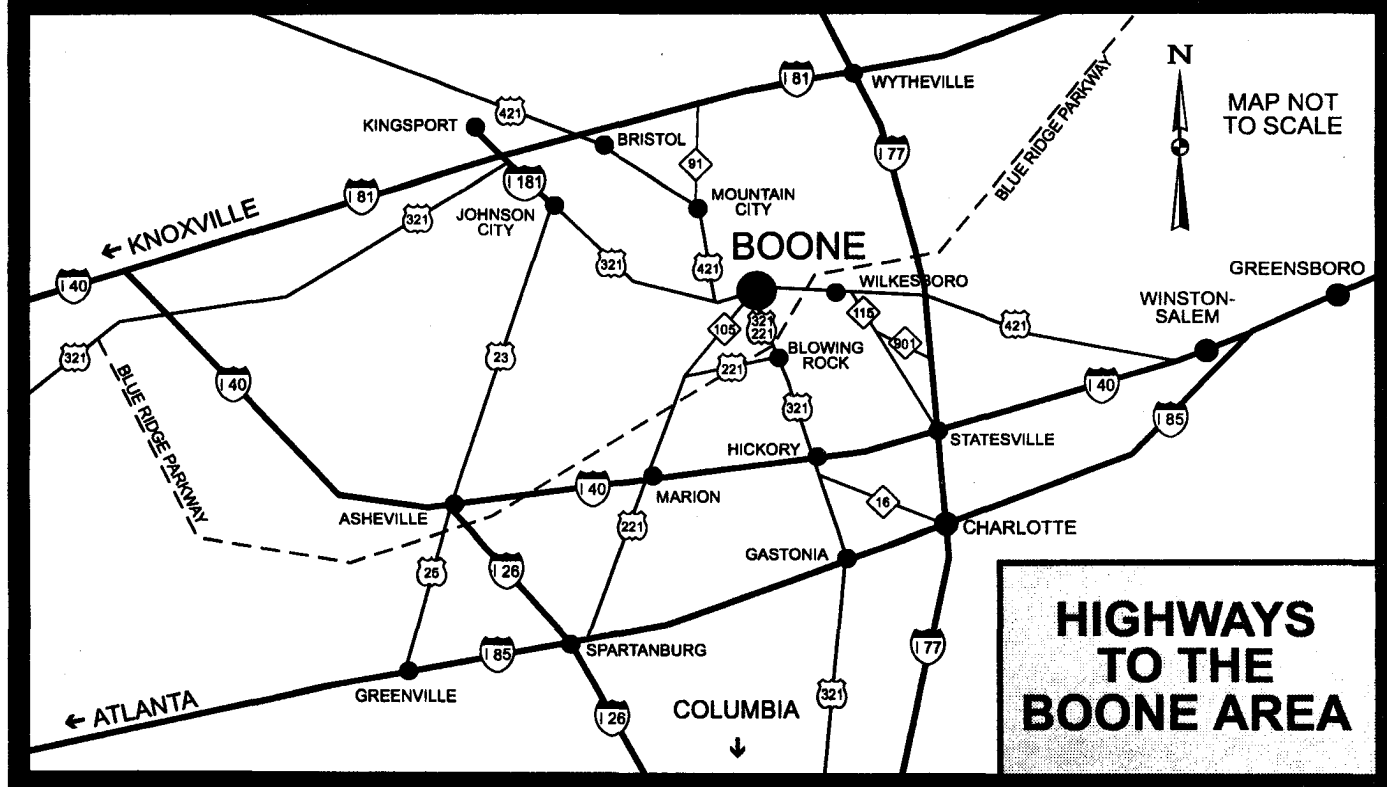 I 81
WYTHEVILLE
N
MAP NOT
TO SCALE
421
KINGSPORT
BRISTOL
BLUE RIDGE PARKWAY
I 77
91
I 181
I 81
MOUNTAIN
CITY
JOHNSON
CITY
321
← KNOXVILLE
BOONE
321
421
I 40
WILKESBORO
GREENSBORO
WINSTON-
SALEM
115
421
105
321
221
901
321
23
BLOWING
ROCK
221
I 40
BLUE RIDGE PARKWAY
I 40
321
I 85
STATESVILLE
HICKORY
I 40
MARION
16
ASHEVILLE
221
CHARLOTTE
GASTONIA
25
I 26
HIGHWAYS
TO THE
BOONE AREA
I 85
SPARTANBURG
I 77
GREENVILLE
321
← ATLANTA
I 26
COLUMBIA
↓